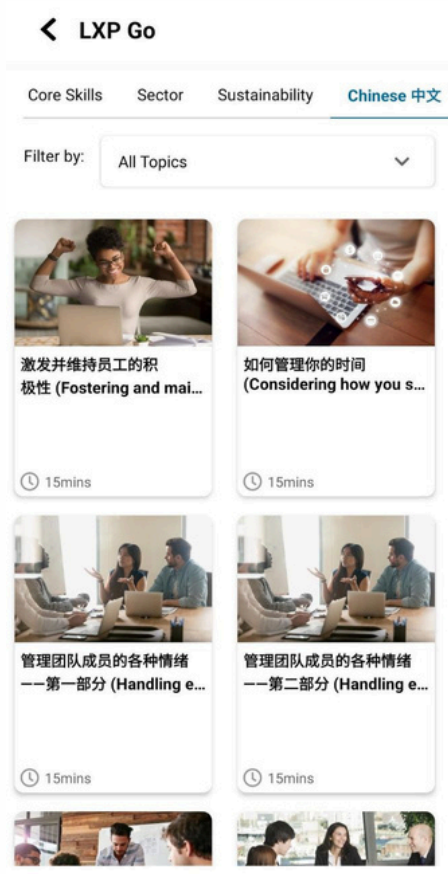 LXP Go
Core Skills Sector Sustainability Chinese 中文
Filter by: All Topics
激发并维持员工的积
极性 (Fostering and mai...
15mins
如何管理你的时间
(Considering how you s...
15mins
管理团队成员的各种情绪
——第一部分 (Handling e...
15mins
管理团队成员的各种情绪
——第二部分 (Handling e...
15mins